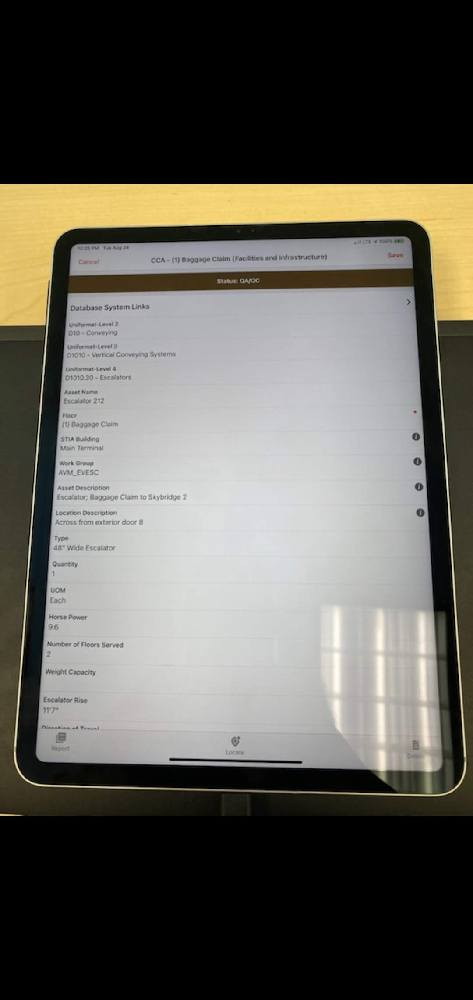 12:25 PM Tue Aug 24
LTE 100%
Cancel
CCA - (1) Baggage Claim (Facilities and Infrastructure)
Save
Status: QA/QC
Database System Links
Uniformat-Level 2
D10 - Conveying
Uniformat-Level 3
D1010 - Vertical Conveying Systems
Uniformat-Level 4
D1010.30 - Escalators
Asset Name
Escalator 212
Floor
(1) Baggage Claim
STIA Building
Main Terminal
Work Group
AVM_EVESC
Asset Description
Escalator; Baggage Claim to Skybridge 2
Location Description
Across from exterior door 8
Type
48" Wide Escalator
Quantity
1
UOM
Each
Horse Power
9.6
Number of Floors Served
2
Weight Capacity
Escalator Rise
11'7"
Direction of Travel
Report
Locate
Delete